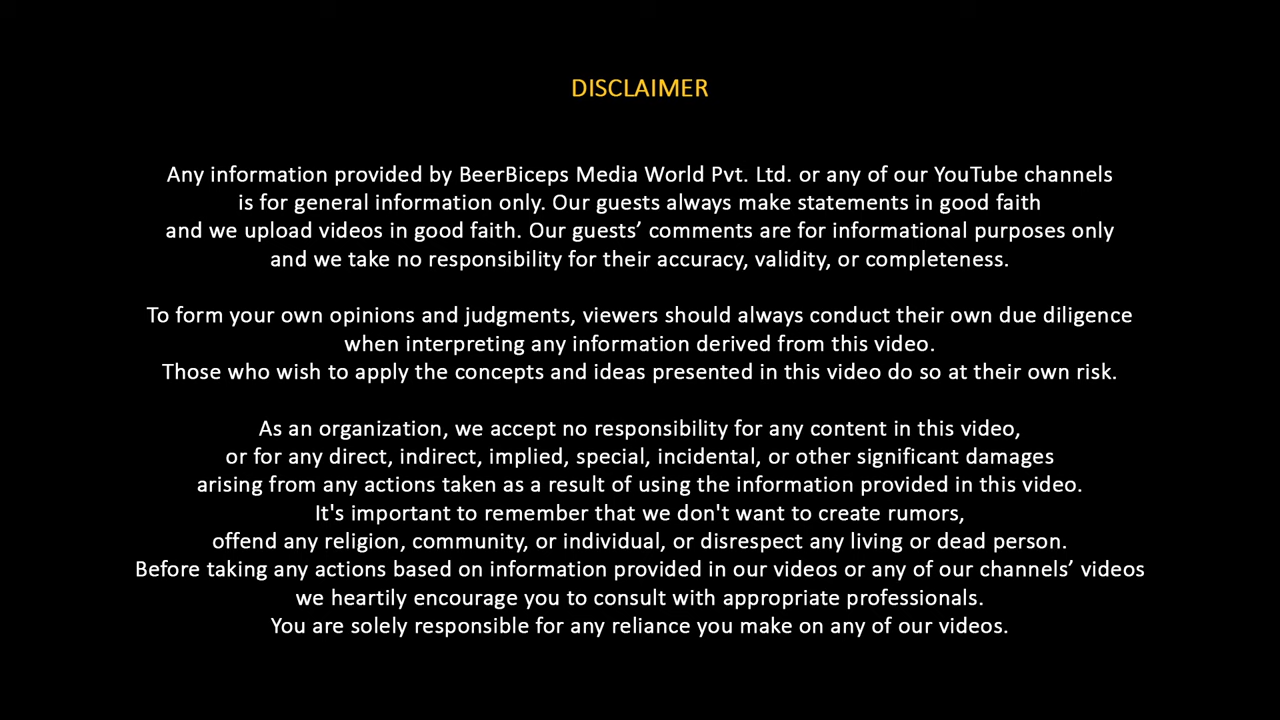 DISCLAIMER
Any information provided by BeerBiceps Media World Pvt. Ltd. or any of our YouTube channels
is for general information only. Our guests always make statements in good faith
and we upload videos in good faith. Our guests’ comments are for informational purposes only
and we take no responsibility for their accuracy, validity, or completeness.
To form your own opinions and judgments, viewers should always conduct their own due diligence
when interpreting any information derived from this video.
Those who wish to apply the concepts and ideas presented in this video do so at their own risk.
As an organization, we accept no responsibility for any content in this video,
or for any direct, indirect, implied, special, incidental, or other significant damages
arising from any actions taken as a result of using the information provided in this video.
It's important to remember that we don't want to create rumors,
offend any religion, community, or individual, or disrespect any living or dead person.
Before taking any actions based on information provided in our videos or any of our channels’ videos
we heartily encourage you to consult with appropriate professionals.
You are solely responsible for any reliance you make on any of our videos.